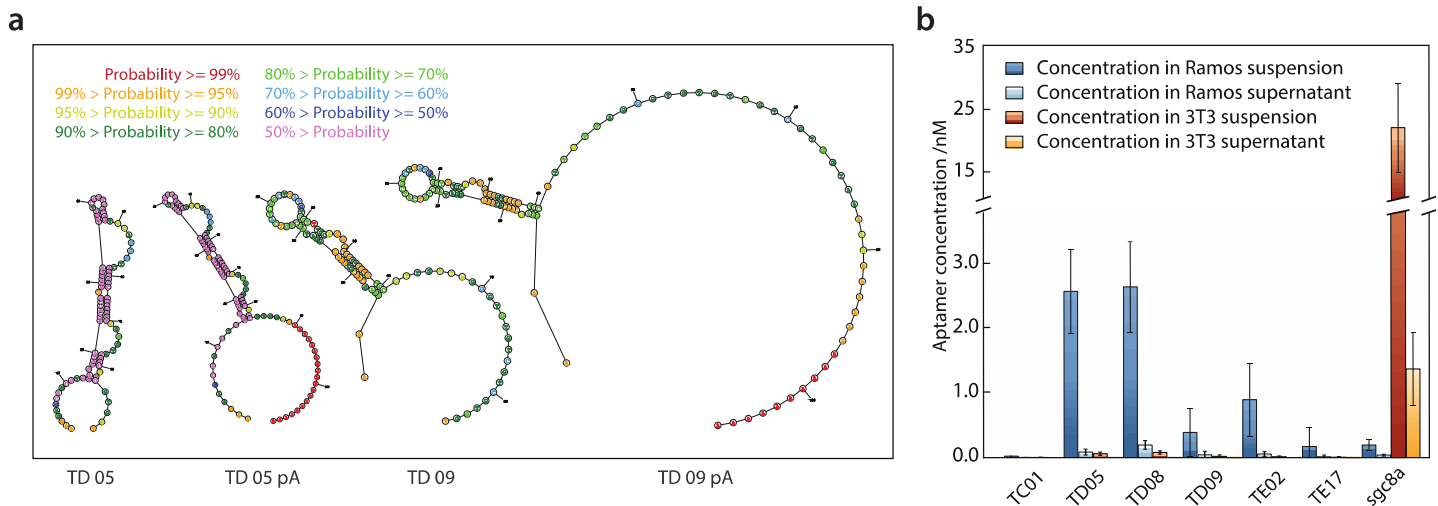 a
Probability >= 99%
99% > Probability >= 95%
95% > Probability >= 90%
90% > Probability >= 80%
80% > Probability >= 70%
70% > Probability >= 60%
60% > Probability >= 50%
50% > Probability
TD 05
TD 05 pA
TD 09
TD 09 pA
b
Aptamer concentration /nM
35
25
15
3.0
2.0
1.0
0.0
Concentration in Ramos suspension
Concentration in Ramos supernatant
Concentration in 3T3 suspension
Concentration in 3T3 supernatant
TC01
TD05
TD08
TD09
TE02
TE17
sgc8a